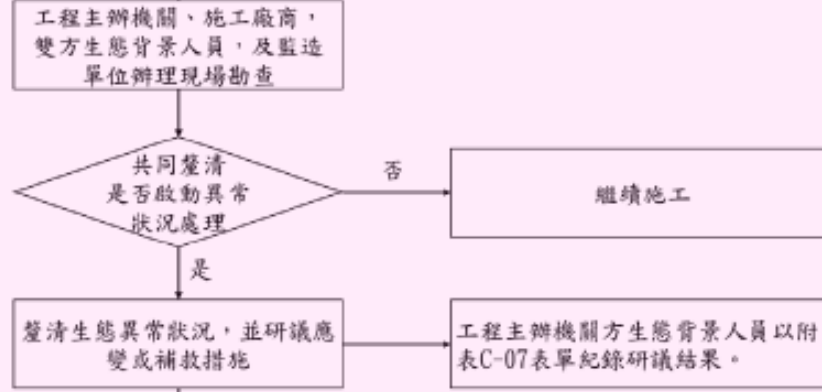 工程主辦機關、施工廠商，
雙方生態背景人員，及監造
單位辦理現場勘查
共同釐清
是否啟動異常
狀況處理
否
繼續施工
是
釐清生態異常狀況，並研議應
變或補救措施
工程主辦機關方生態背景人員以附
表C-07表單紀錄研議結果。